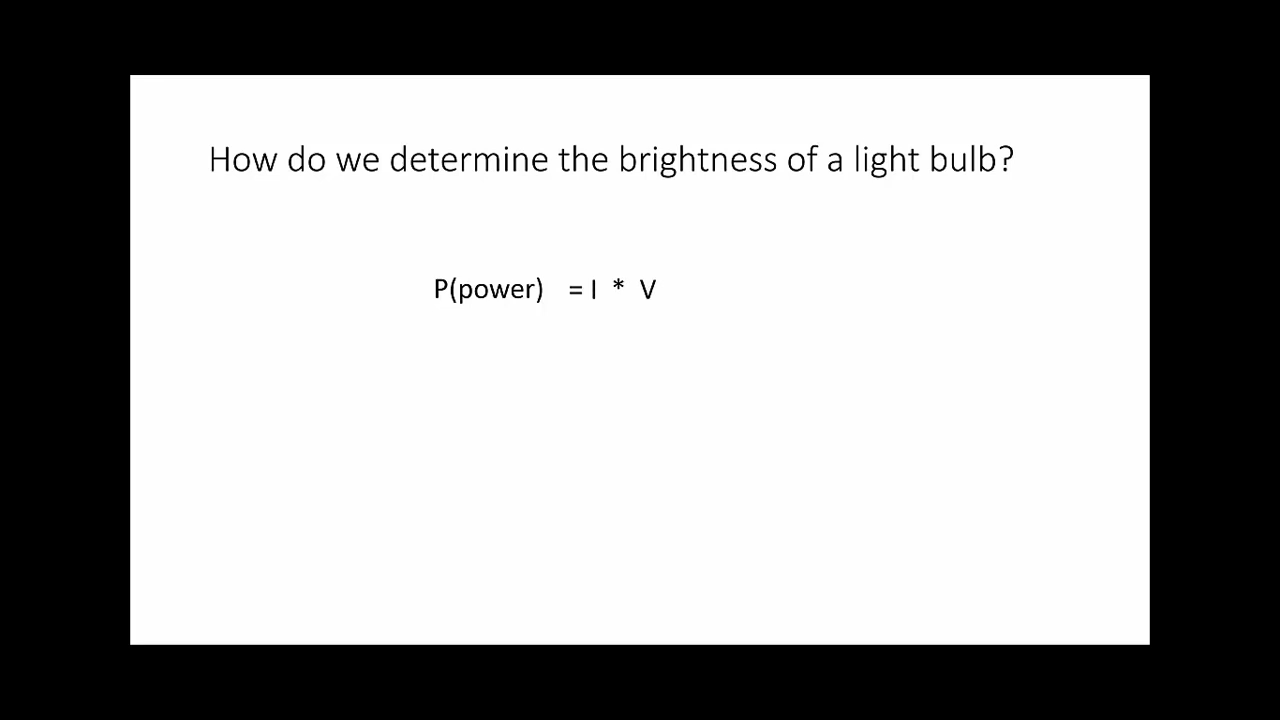 How do we determine the brightness of a light bulb?
P(power) = I * V